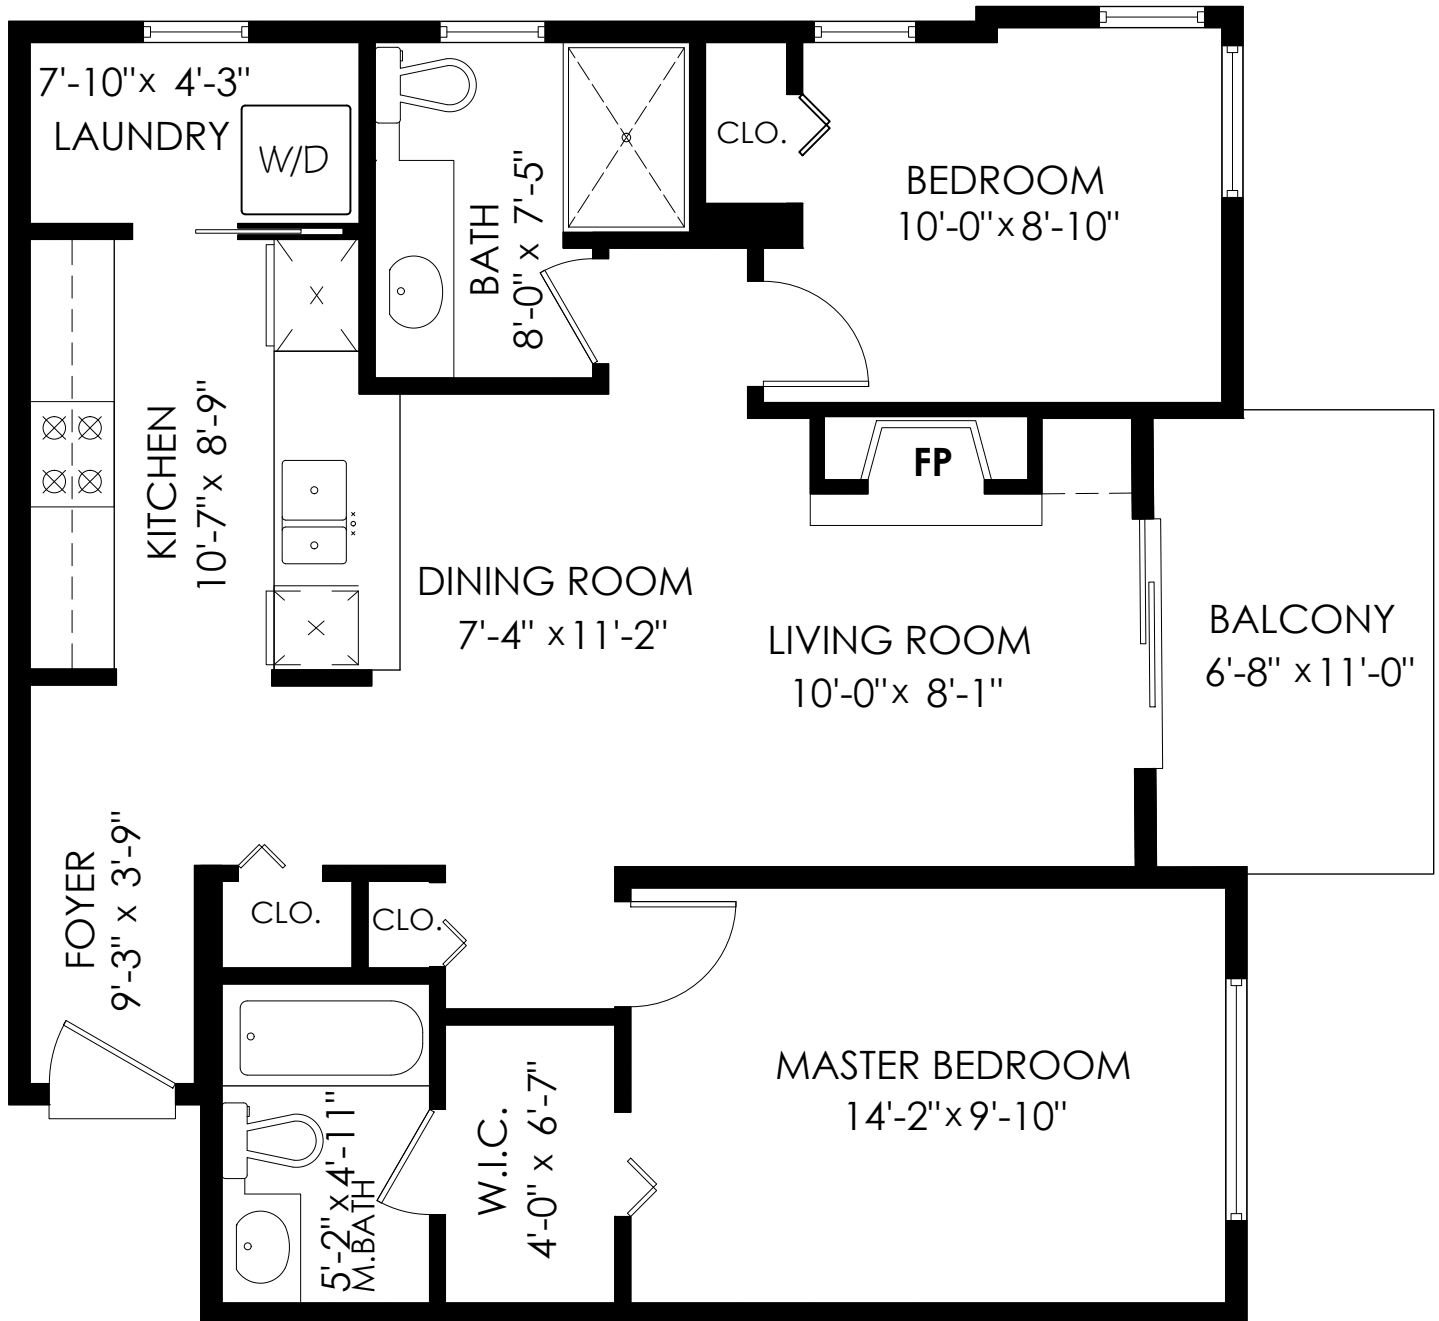 7'-10"x 4'-3"
LAUNDRY
W/D
BATH
8'-0" x 7'-5"
CLO.
BEDROOM
10'-0"x 8'-10"
KITCHEN
10'-7"x 8'-9"
FP
DINING ROOM
7'-4" x 11'-2"
LIVING ROOM
10'-0"x 8'-1"
BALCONY
6'-8" x 11'-0"
FOYER
9'-3" x 3'-9"
CLO.
CLO.
5'-2" x 4'-11"
M.BATH
W.I.C.
4'-0" x 6'-7"
MASTER BEDROOM
14'-2"x 9'-10"